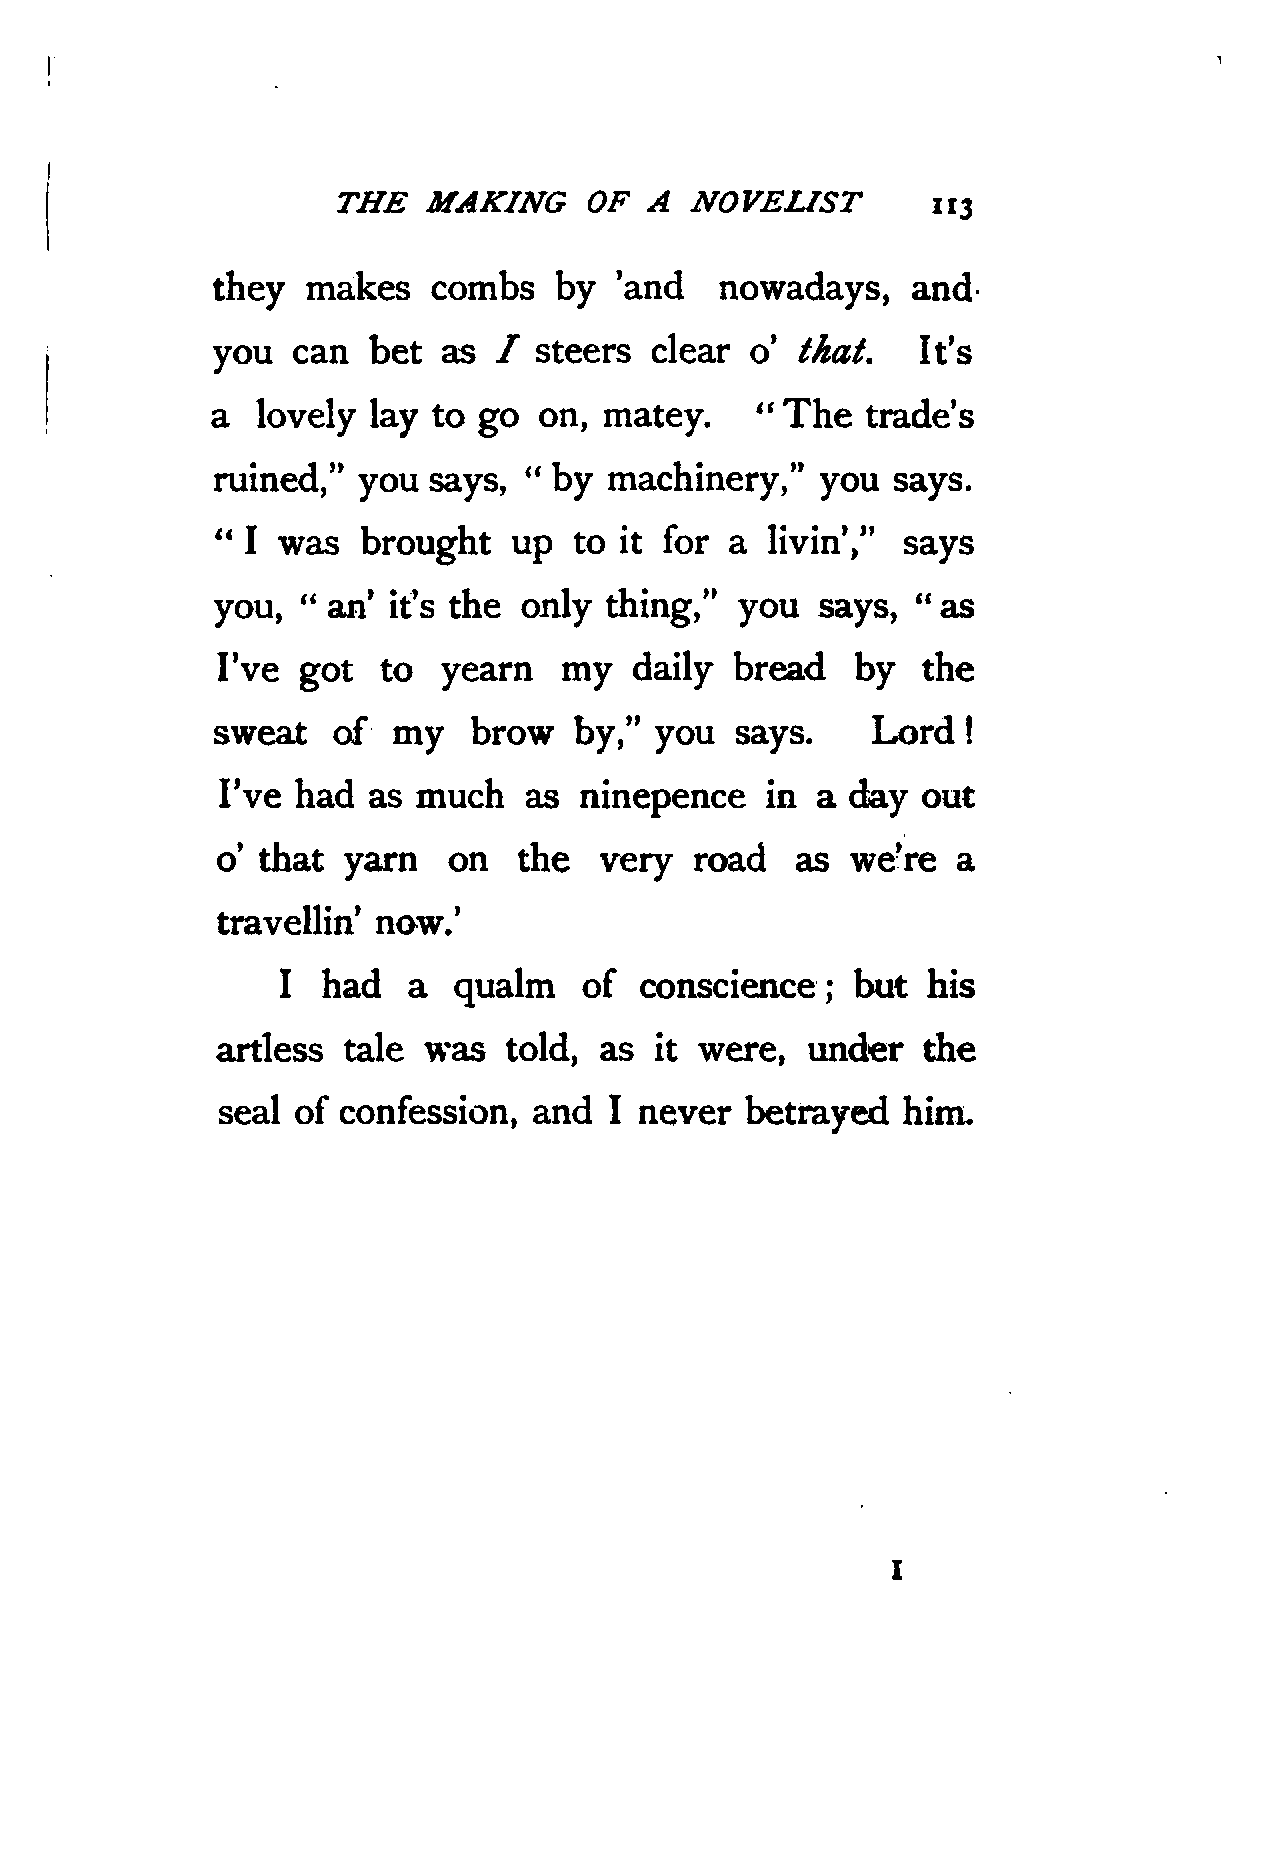 THE MAKING OF A NOVELIST 113
they makes combs by 'and nowadays, and
you can bet as I steers clear o' that. It's
a lovely lay to go on, matey. "The trade's
ruined," you says, "by machinery," you says.
"I was brought up to it for a livin'," says
you, "an' it's the only thing," you says, "as
I've got to yearn my daily bread by the
sweat of my brow by," you says. Lord!
I've had as much as ninepence in a day out
o' that yarn on the very road as we're a
travellin' now.'
I had a qualm of conscience; but his
artless tale was told, as it were, under the
seal of confession, and I never betrayed him.
I